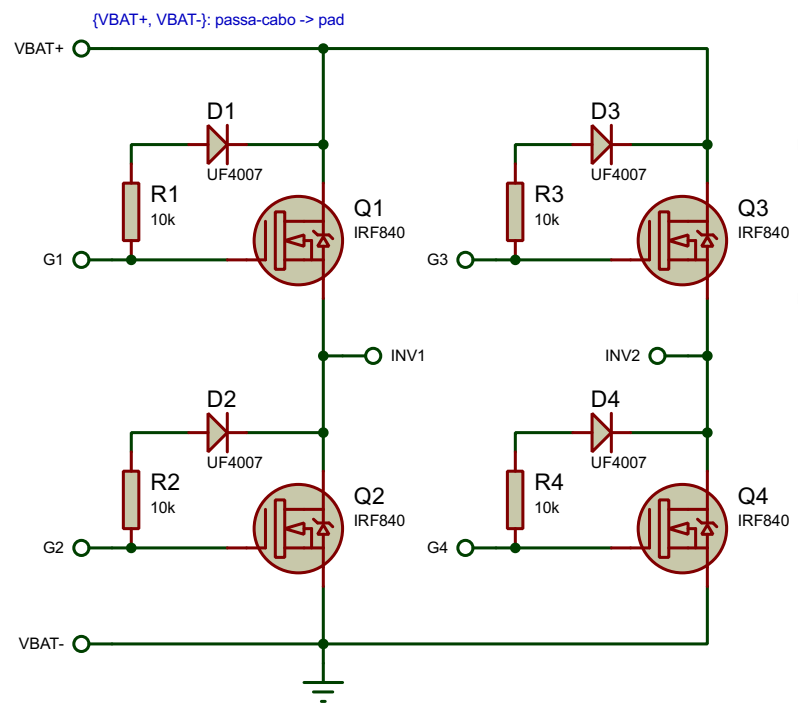 {VBAT+, VBAT-}: passa-cabo -> pad
VBAT+
D1
UF4007
R1
10k
Q1
IRF840
G1
D3
UF4007
R3
10k
Q3
IRF840
G3
INV1
INV2
D2
UF4007
R2
10k
Q2
IRF840
G2
D4
UF4007
R4
10k
Q4
IRF840
G4
VBAT-